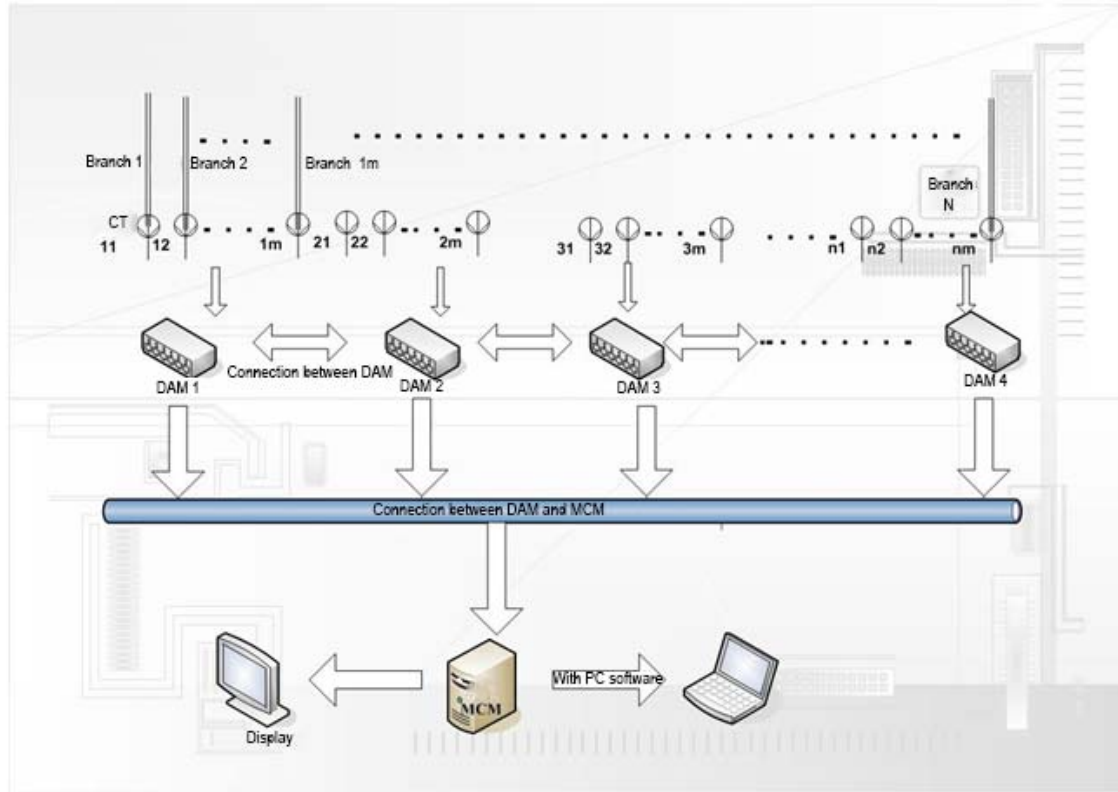 Branch 1
Branch 2
Branch 1m
Branch
N
CT
11
12
1m
21
22
2m
31
32
3m
n1
n2
nm
Connection between DAM
DAM 1
DAM 2
DAM 3
DAM 4
Connection between DAM and MCM
With PC software
MCM
Display